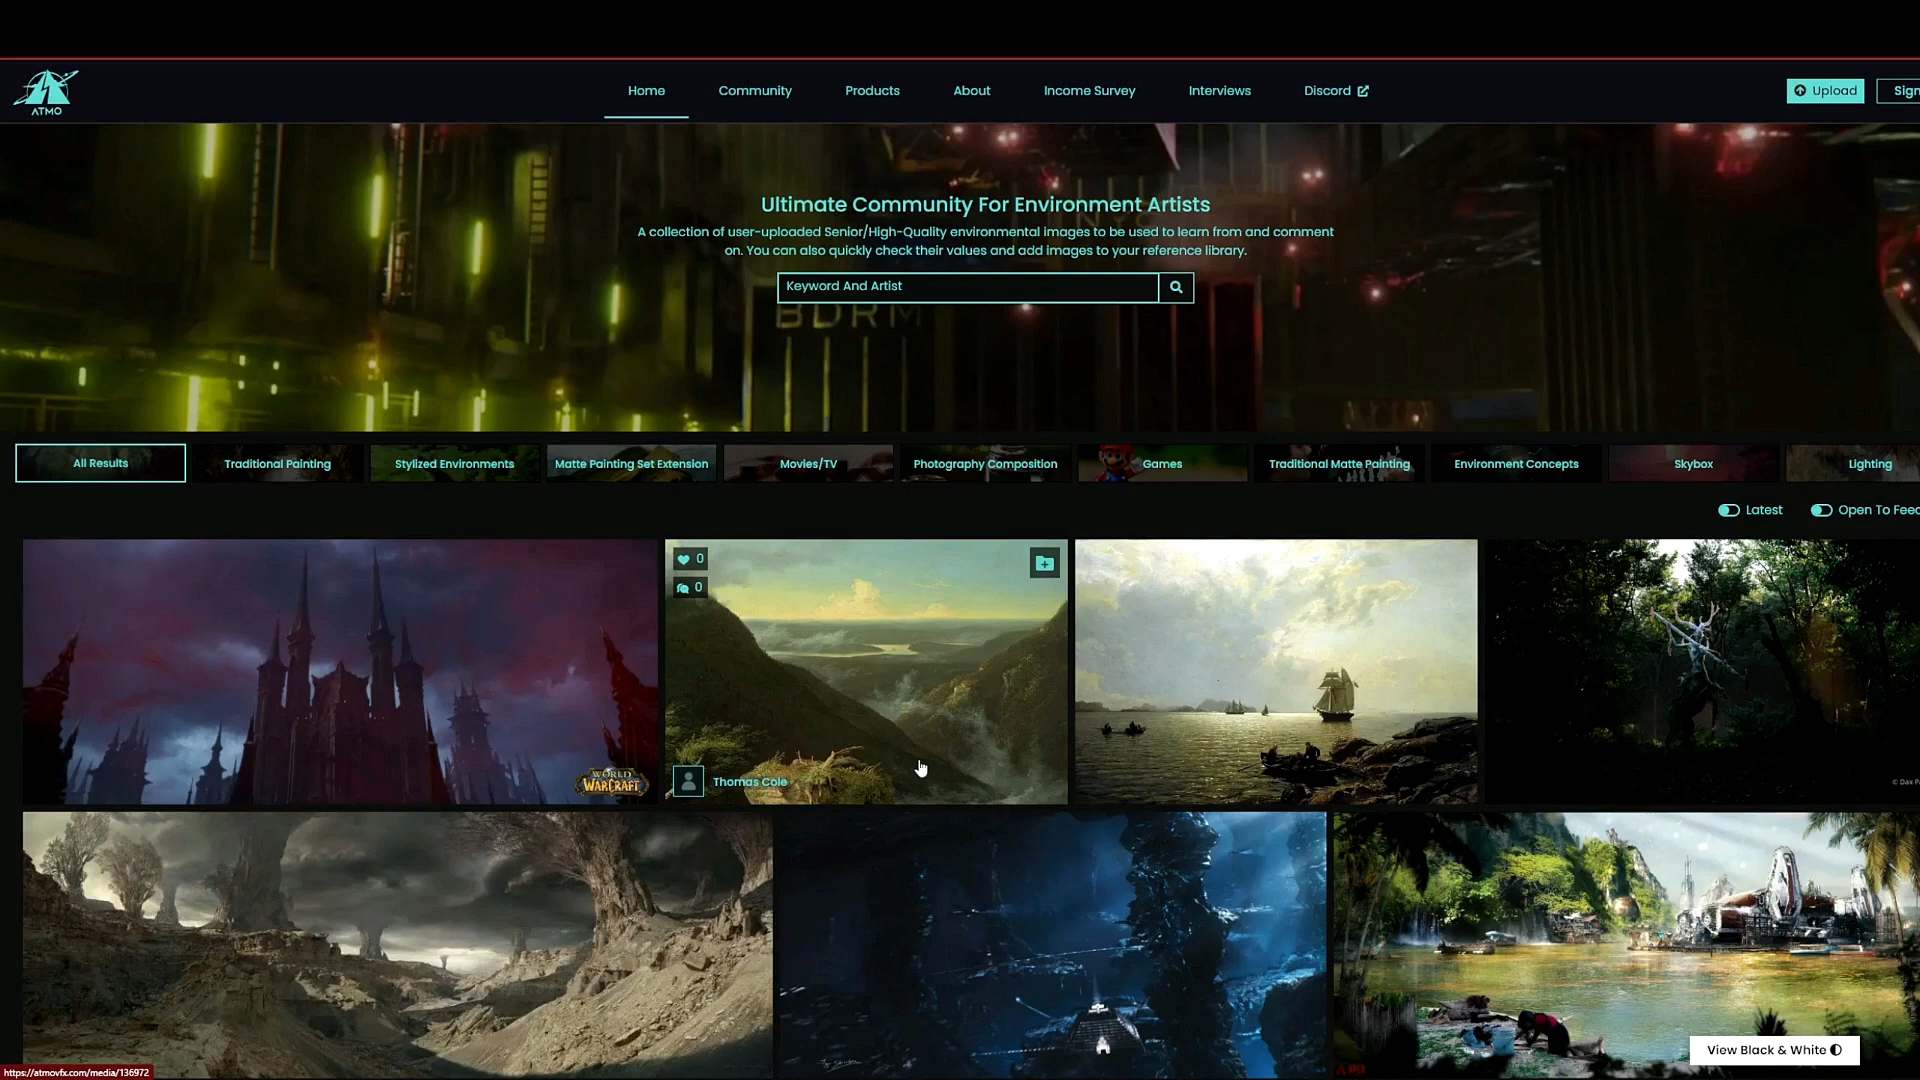 ATMO
Home
Community
Products
About
Income Survey
Interviews
Discord
Upload
Sign
Ultimate Community For Environment Artists
A collection of user-uploaded Senior/High-Quality environmental images to be used to learn from and comment
on. You can also quickly check their values and add images to your reference library.
Keyword And Artist
BDRM
All Results
Traditional Painting
Stylized Environments
Matte Painting Set Extension
Movies/TV
Photography Composition
Games
Traditional Matte Painting
Environment Concepts
Skybox
Lighting
Latest
Open To Feed
0
0
Thomas Cole
WORLD
WARCRAFT
View Black & White
https://atmovfx.com/media/136972